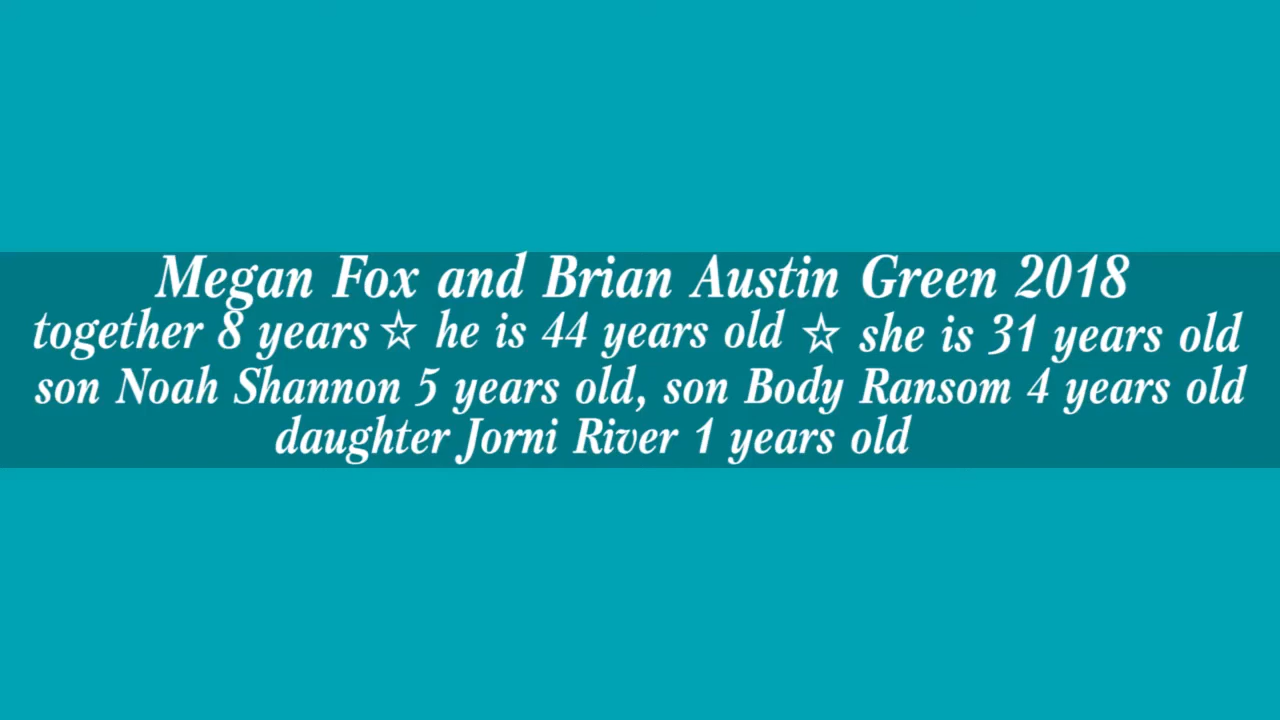 Megan Fox and Brian Austin Green 2018
together 8 years ☆ he is 44 years old ☆ she is 31 years old
son Noah Shannon 5 years old, son Body Ransom 4 years old
daughter Jorni River 1 years old